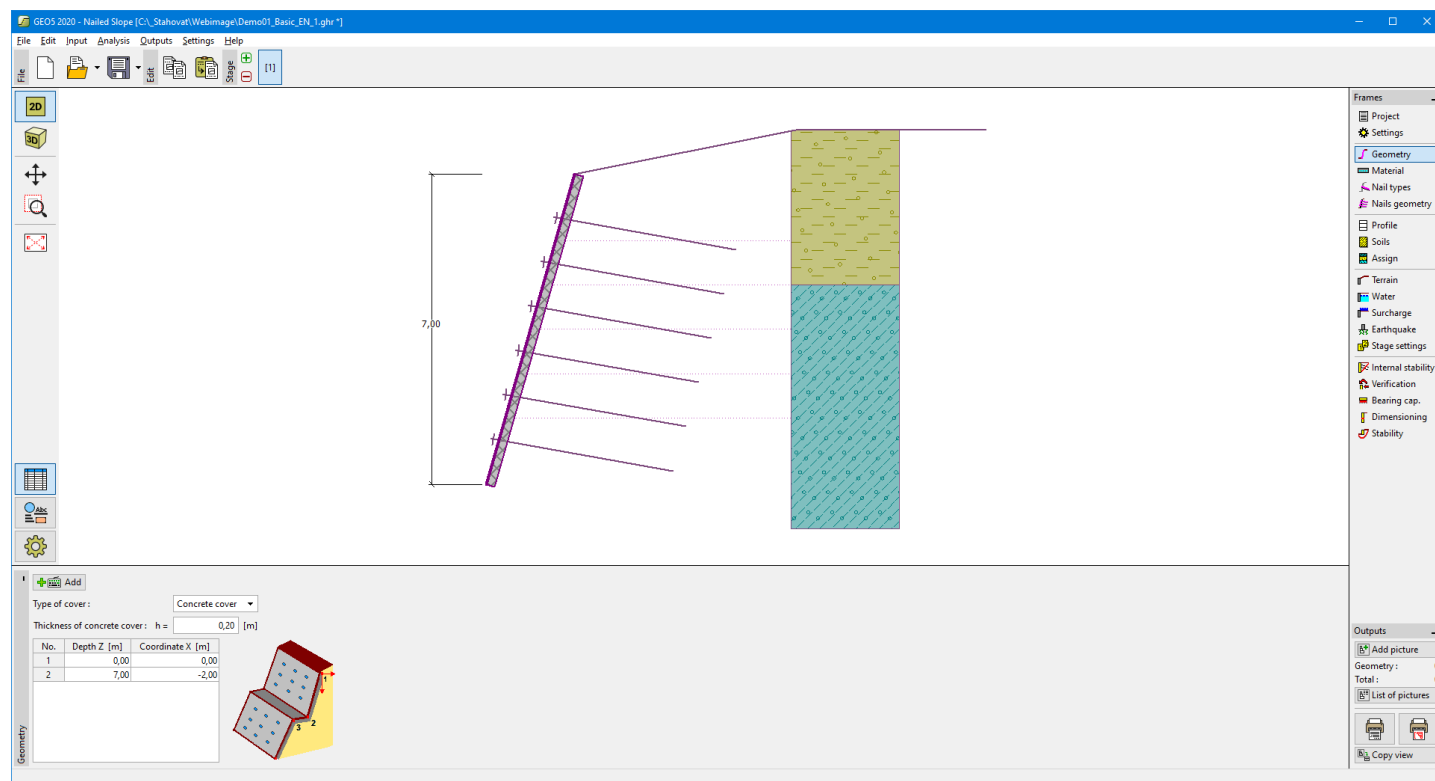 GEO5 2020 - Nailed Slope [C:\_Stahovat\Webimage\Demo01_Basic_EN_1.ghr *]
File Edit Input Analysis Outputs Settings Help
File
Edit
Stage
[1]
2D
3D
Abc
7,00
Frames
Project
Settings
Geometry
Material
Nail types
Nails geometry
Profile
Soils
Assign
Terrain
Water
Surcharge
Earthquake
Stage settings
Internal stability
Verification
Bearing cap.
Dimensioning
Stability
Geometry
Add
Type of cover : Concrete cover
Thickness of concrete cover : h = 0,20 [m]
No. Depth Z [m] Coordinate X [m]
1 0,00 0,00
2 7,00 -2,00
1
2
3
Outputs
Add picture
Geometry :
Total :
List of pictures
Copy view